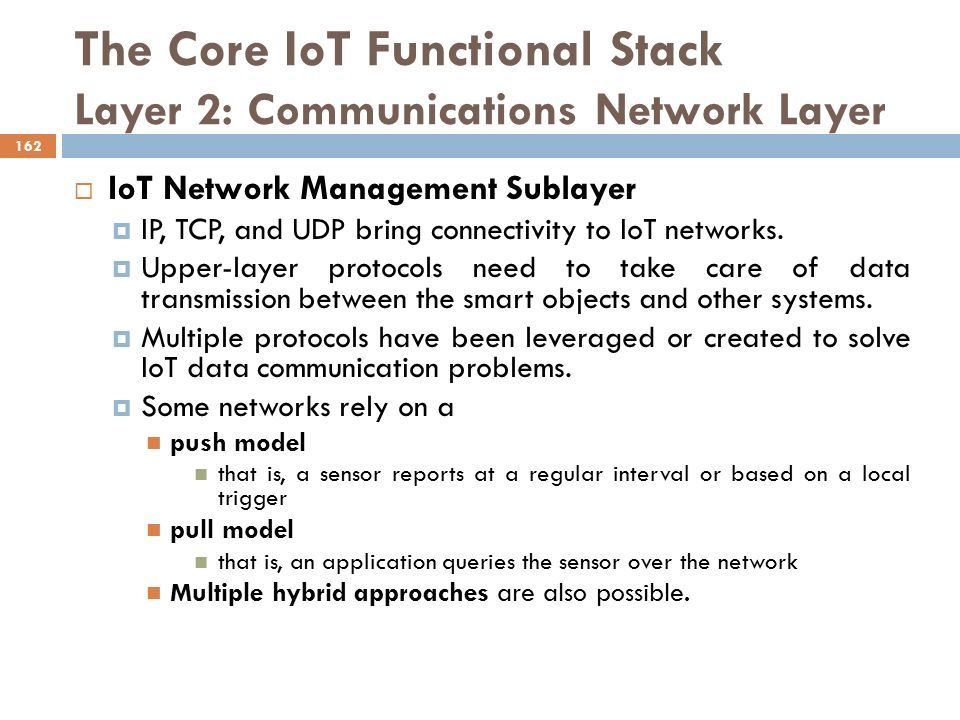 The Core IoT Functional Stack
Layer 2: Communications Network Layer
162
IoT Network Management Sublayer
IP, TCP, and UDP bring connectivity to IoT networks.
Upper-layer protocols need to take care of data
transmission between the smart objects and other systems.
Multiple protocols have been leveraged or created to solve
IoT data communication problems.
Some networks rely on a
push model
that is, a sensor reports at a regular interval or based on a local
trigger
pull model
that is, an application queries the sensor over the network
Multiple hybrid approaches are also possible.